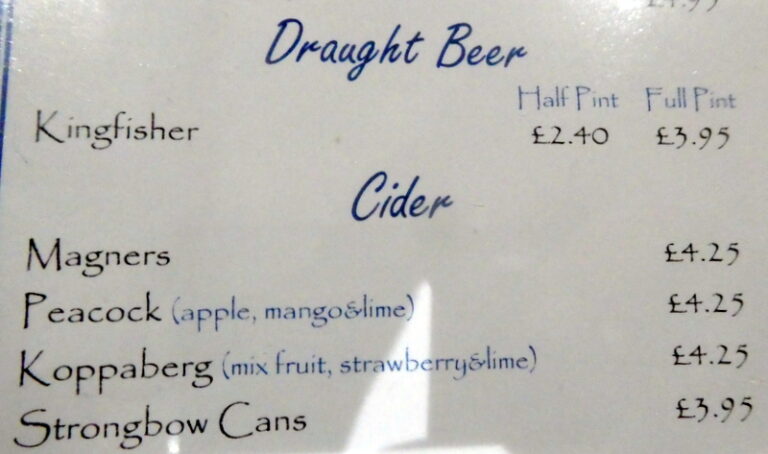 Draught Beer
Half Pint Full Pint
Kingfisher £2.40 £3.95
Cider
Magners £4.25
Peacock (apple, mango&lime) £4.25
Koppaberg (mix fruit, strawberry&lime) £4.25
Strongbow Cans £3.95